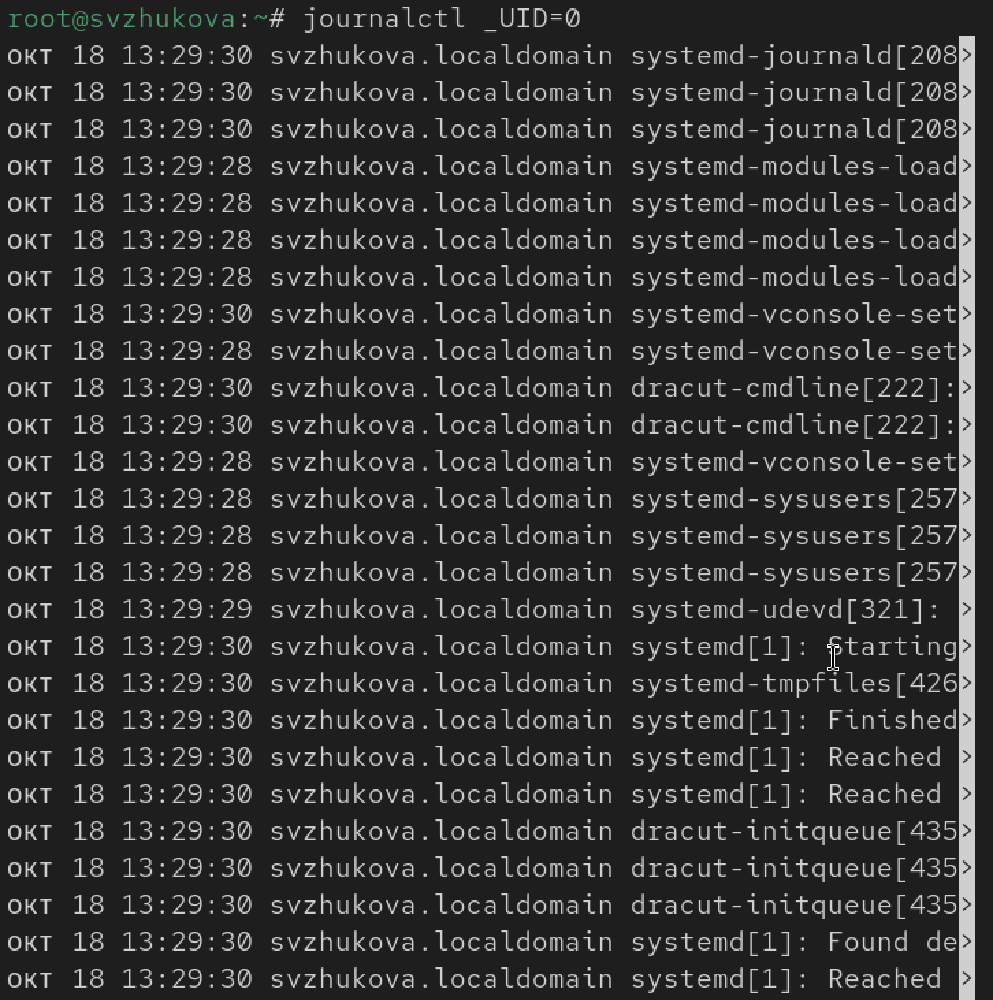 root@svzhukova:~# journalctl _UID=0
окт 18 13:29:30 svzhukova.localdomain systemd-journald[208>
окт 18 13:29:30 svzhukova.localdomain systemd-journald[208>
окт 18 13:29:30 svzhukova.localdomain systemd-journald[208>
окт 18 13:29:28 svzhukova.localdomain systemd-modules-load>
окт 18 13:29:28 svzhukova.localdomain systemd-modules-load>
окт 18 13:29:28 svzhukova.localdomain systemd-modules-load>
окт 18 13:29:28 svzhukova.localdomain systemd-modules-load>
окт 18 13:29:30 svzhukova.localdomain systemd-vconsole-set>
окт 18 13:29:28 svzhukova.localdomain systemd-vconsole-set>
окт 18 13:29:30 svzhukova.localdomain dracut-cmdline[222]:>
окт 18 13:29:30 svzhukova.localdomain dracut-cmdline[222]:>
окт 18 13:29:28 svzhukova.localdomain systemd-vconsole-set>
окт 18 13:29:28 svzhukova.localdomain systemd-sysusers[257>
окт 18 13:29:28 svzhukova.localdomain systemd-sysusers[257>
окт 18 13:29:28 svzhukova.localdomain systemd-sysusers[257>
окт 18 13:29:29 svzhukova.localdomain systemd-udevd[321]: >
окт 18 13:29:30 svzhukova.localdomain systemd[1]: Starting>
окт 18 13:29:30 svzhukova.localdomain systemd-tmpfiles[426>
окт 18 13:29:30 svzhukova.localdomain systemd[1]: Finished>
окт 18 13:29:30 svzhukova.localdomain systemd[1]: Reached >
окт 18 13:29:30 svzhukova.localdomain systemd[1]: Reached >
окт 18 13:29:30 svzhukova.localdomain dracut-initqueue[435>
окт 18 13:29:30 svzhukova.localdomain dracut-initqueue[435>
окт 18 13:29:30 svzhukova.localdomain dracut-initqueue[435>
окт 18 13:29:30 svzhukova.localdomain systemd[1]: Found de>
окт 18 13:29:30 svzhukova.localdomain systemd[1]: Reached >